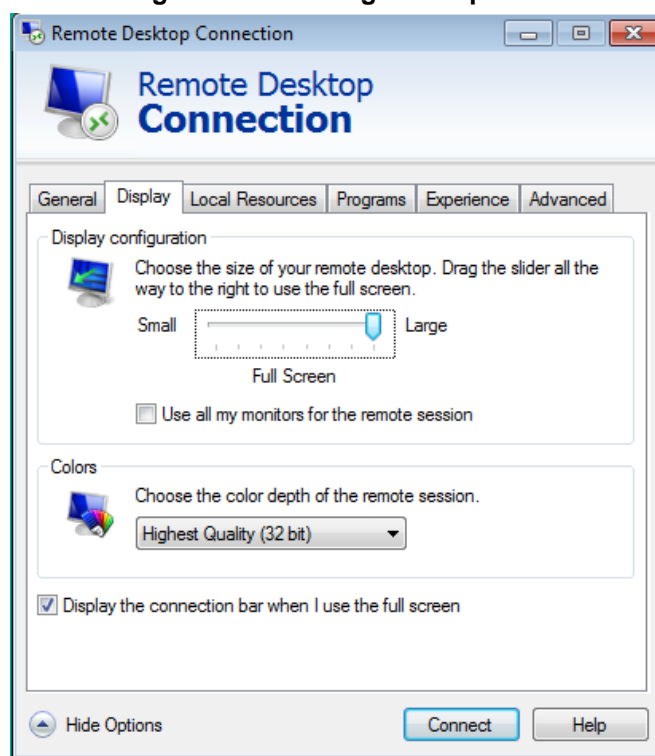 Remote Desktop Connection
Remote Desktop
Connection
General Display Local Resources Programs Experience Advanced
Display configuration
Choose the size of your remote desktop. Drag the slider all the
way to the right to use the full screen.
Small Large
Full Screen
Use all my monitors for the remote session
Colors
Choose the color depth of the remote session.
Highest Quality (32 bit)
Display the connection bar when I use the full screen
Hide Options Connect Help